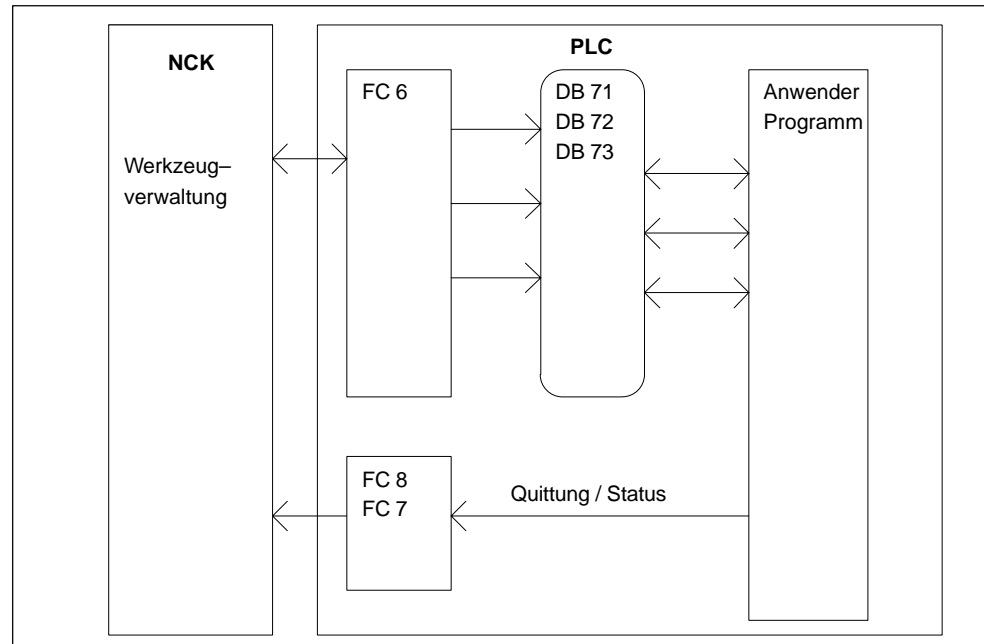 NCK
Werkzeug–
verwaltung
PLC
FC 6
DB 71
DB 72
DB 73
Anwender
Programm
FC 8
FC 7
Quittung / Status